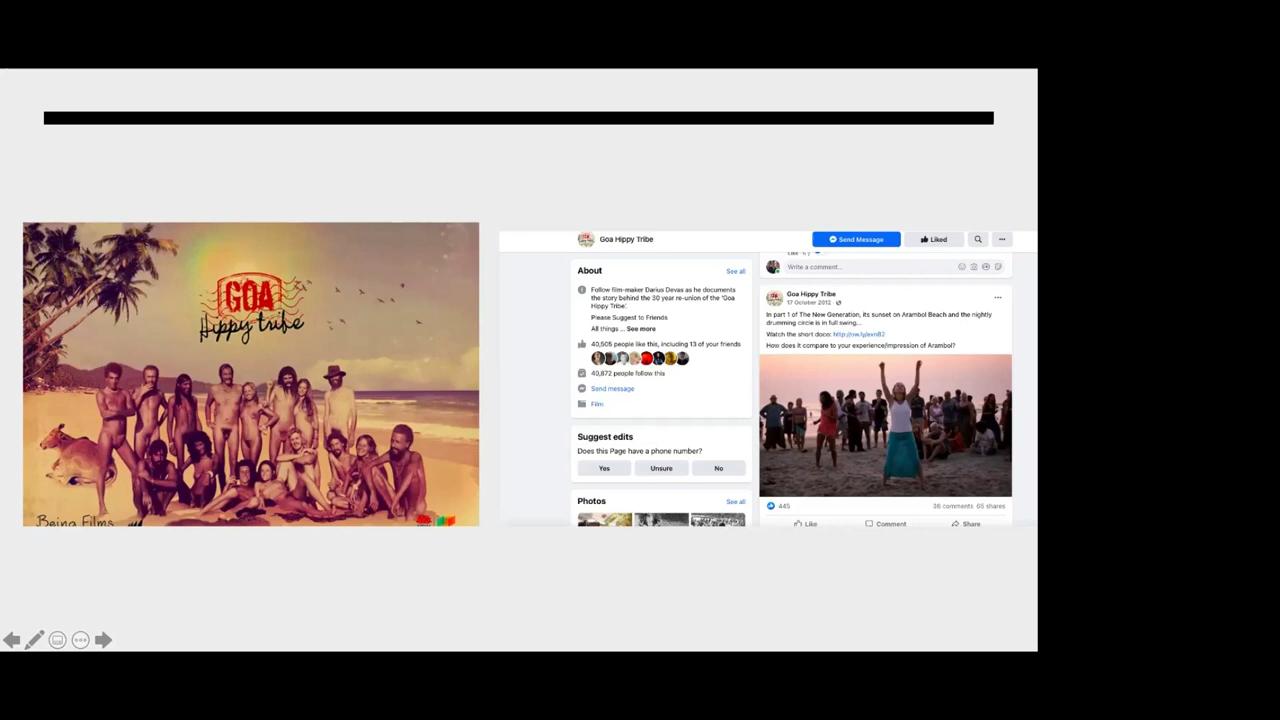 GOA
Hippy tribe
Being Films
Goa Hippy Tribe
Send Message
Liked
About
See all
Follow film-maker Darius Devas as he documents
the story behind the 30 year re-union of the 'Goa
Hippy Tribe'.
Please Suggest to Friends
All things ... See more
40,505 people like this, including 13 of your friends
40,872 people follow this
Send message
Film
Suggest edits
Does this Page have a phone number?
Yes
Unsure
No
Photos
See all
Write a comment...
Goa Hippy Tribe
17 October 2012
In part 1 of The New Generation, its sunset on Arambol Beach and the nightly
drumming circle is in full swing...
Watch the short doco:
How does it compare to your experience/impression of Arambol?
445
65 shares
Like
Comment
Share